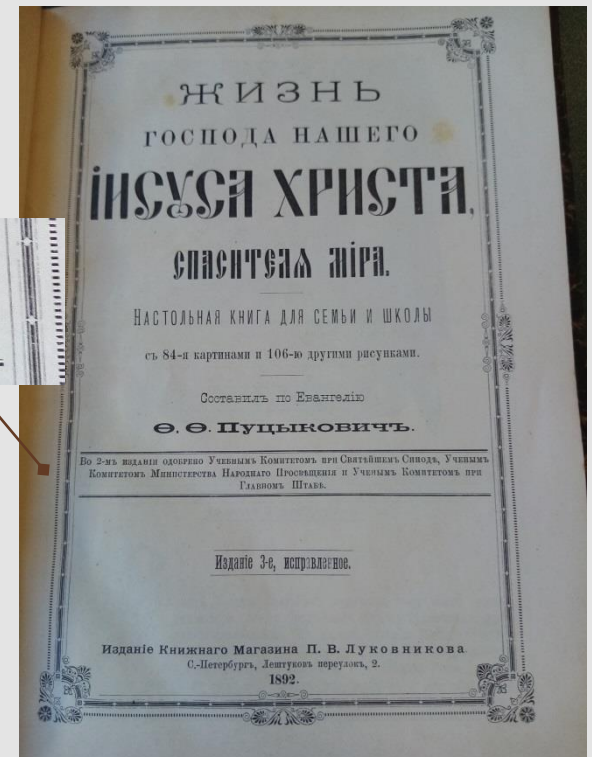 ЖИЗНЬ
ГОСПОДА НАШЕГО
ІИСУСА ХРИСТА,
СПАСИТЕЛЯ МІРА.
НАСТОЛЬНАЯ КНИГА ДЛЯ СЕМЬИ И ШКОЛЫ
съ 84-я картинами и 106-ю другими рисунками.
Составилъ по Евангелію
Ѳ. Ѳ. Пуцыковичъ.
Во 2-мъ изданіи одобрено Учебнымъ Комитетомъ при Святѣйшемъ Синодѣ, Ученымъ
Комитетомъ Министерства Народнаго Просвѣщенія и Ученымъ Комитетомъ при
Главномъ Штабѣ.
Изданіе 3-е, исправленное.
Изданіе Книжнаго Магазина П. В. Луковникова
С.-Петербургъ, Лештуковъ переулокъ, 2.
1892.